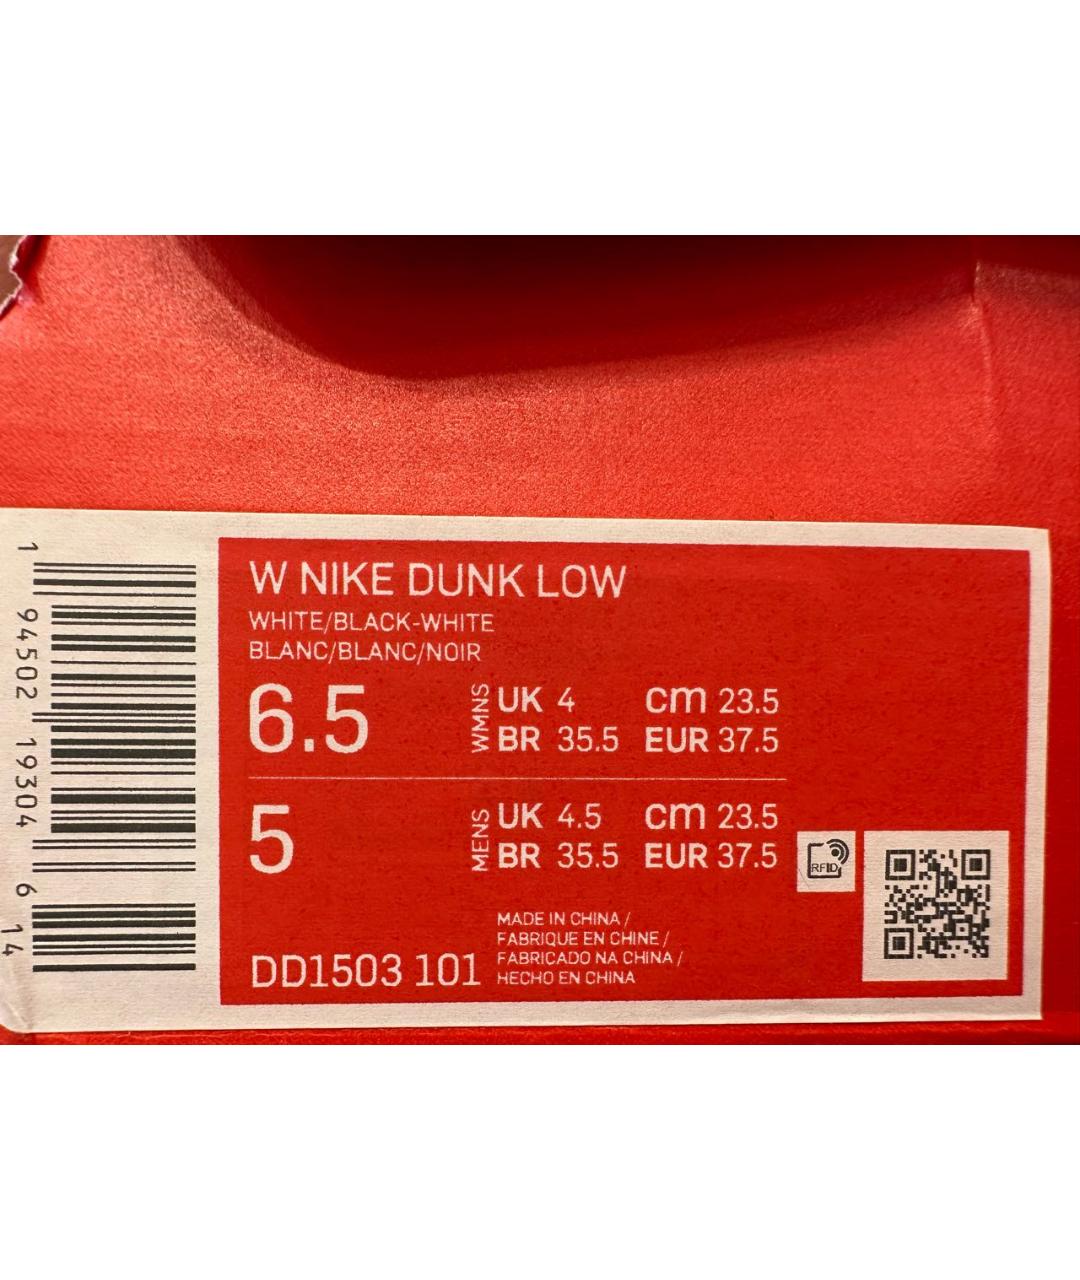 W NIKE DUNK LOW
WHITE/BLACK-WHITE
BLANC/BLANC/NOIR
6.5 WMNS UK 4 cm 23.5
BR 35.5 EUR 37.5
5 MENS UK 4.5 cm 23.5
BR 35.5 EUR 37.5
RFID
MADE IN CHINA /
FABRIQUE EN CHINE /
FABRICADO NA CHINA /
HECHO EN CHINA
DD1503 101
1 94502 19304 6 14